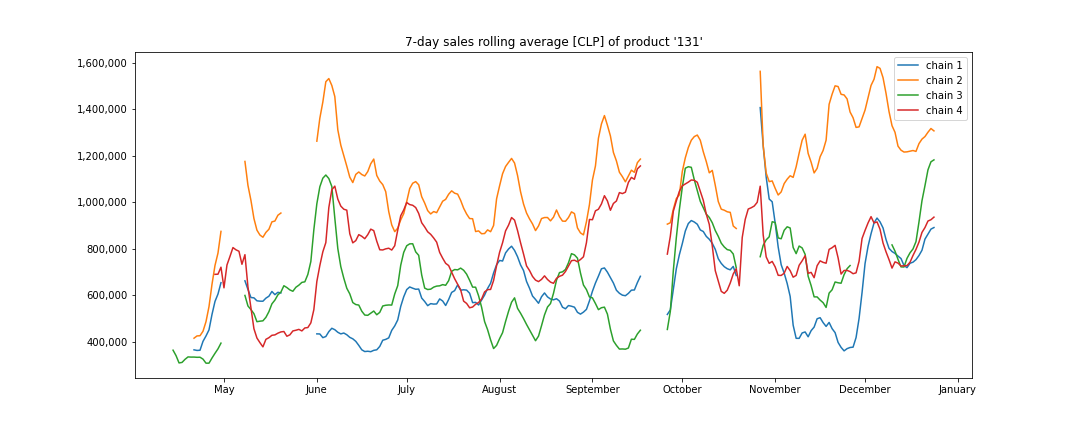 7-day sales rolling average [CLP] of product '131'
1,600,000
1,400,000
1,200,000
1,000,000
800,000
600,000
400,000
chain 1
chain 2
chain 3
chain 4
May June July August September October November December January